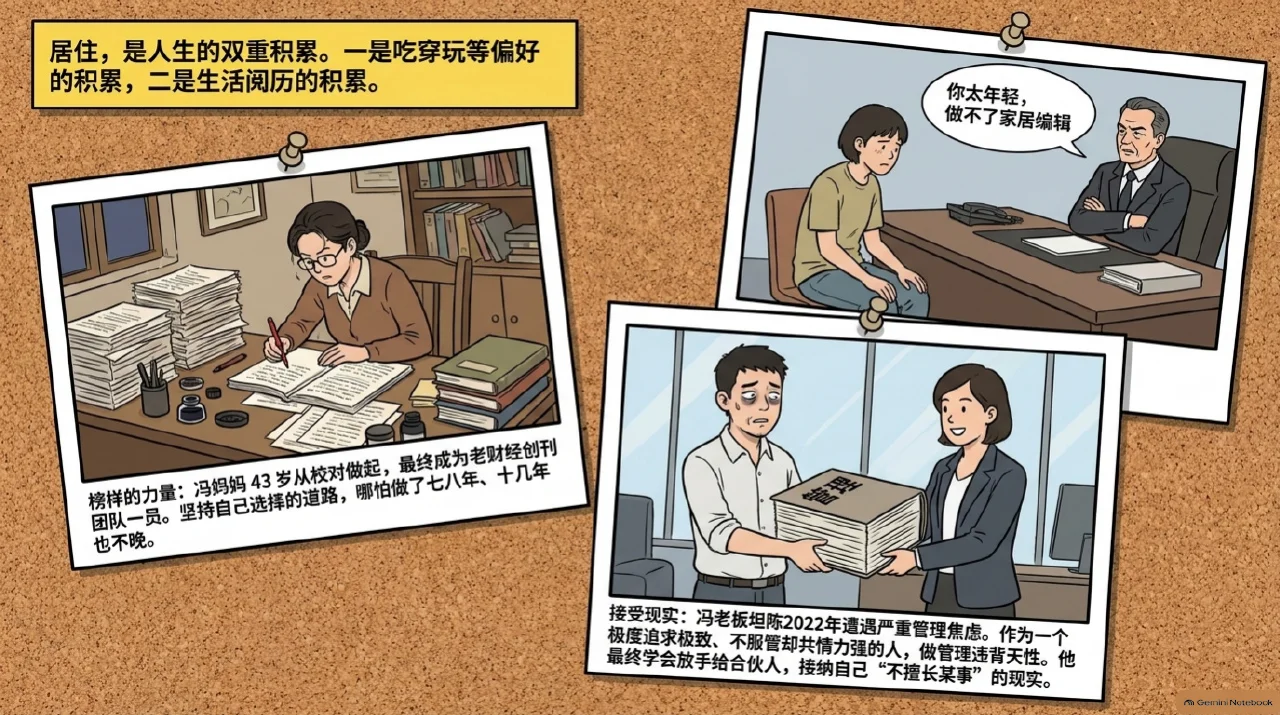 居住，是人生的双重积累。一是吃穿玩等偏好
的积累，二是生活阅历的积累。
榜样的力量：冯妈妈 43 岁从校对做起，最终成为老财经创刊
团队一员。坚持自己选择的道路，哪怕做了七八年、十几年
也不晚。
你太年轻，
做不了家居编辑
接受现实：冯老板坦陈2022年遭遇严重管理焦虑。作为一个
极度追求极致、不服管却共情力强的人，做管理违背天性。他
最终学会放手给合伙人，接纳自己“不擅长某事”的现实。
Gemini Notebook